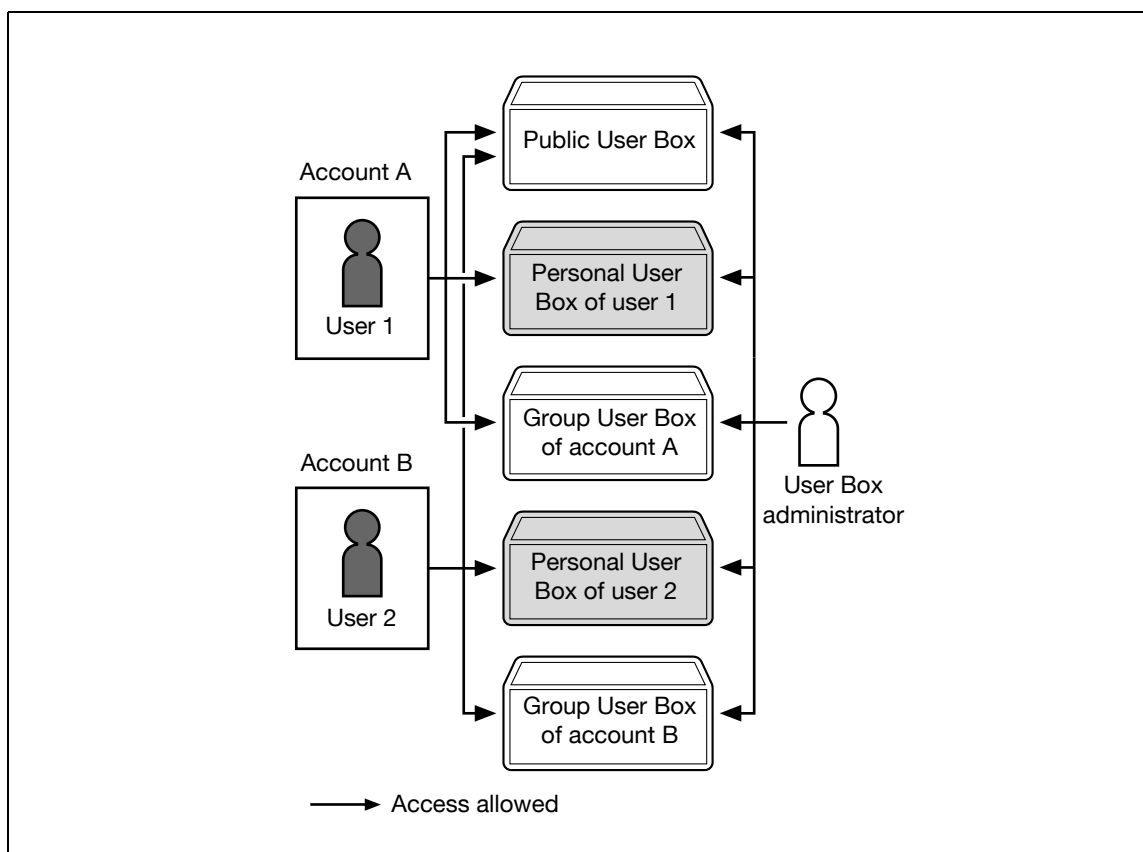 Public User Box
Account A
User 1
Personal User
Box of user 1
Group User Box
of account A
Account B
User 2
Personal User
Box of user 2
User Box
administrator
Group User Box
of account B
Access allowed